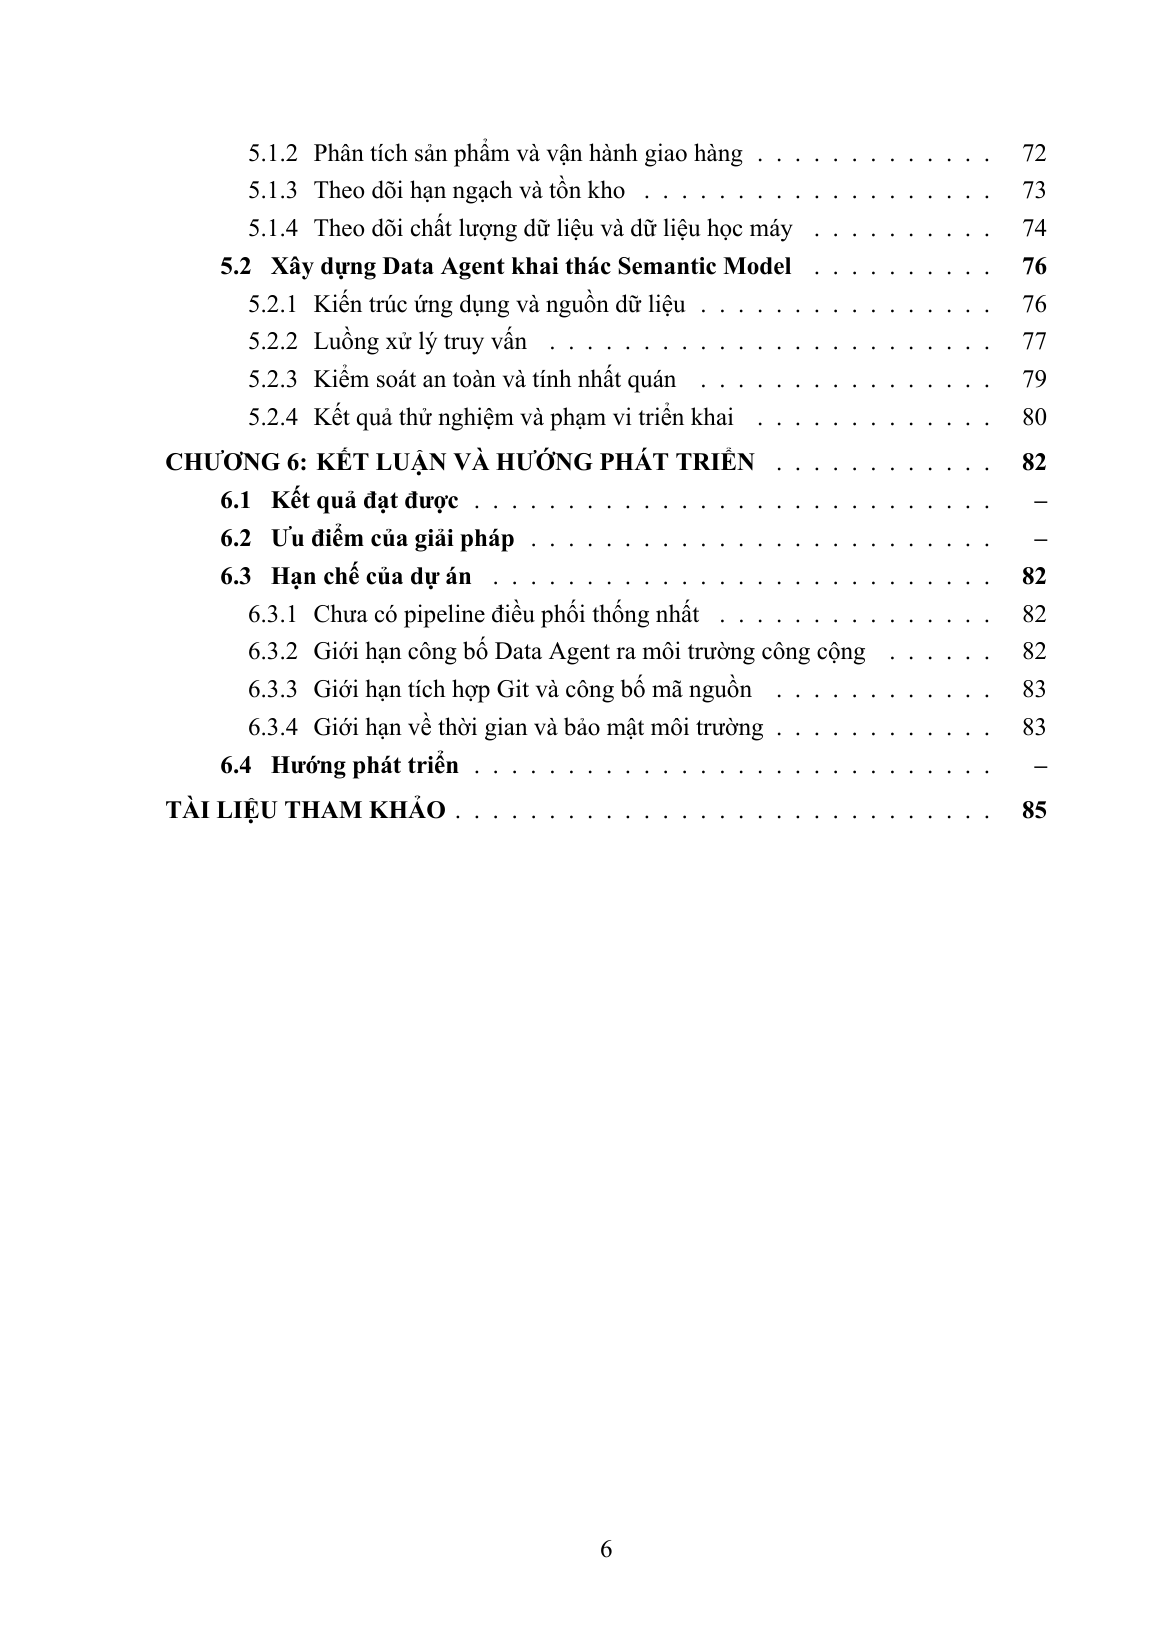 5.1.2 Phân tích sản phẩm và vận hành giao hàng . . . . . . . . . . . . . 72
5.1.3 Theo dõi hạn ngạch và tồn kho . . . . . . . . . . . . . . . . . . . 73
5.1.4 Theo dõi chất lượng dữ liệu và dữ liệu học máy . . . . . . . . . . 74
5.2 Xây dựng Data Agent khai thác Semantic Model . . . . . . . . . . 76
5.2.1 Kiến trúc ứng dụng và nguồn dữ liệu . . . . . . . . . . . . . . . . 76
5.2.2 Luồng xử lý truy vấn . . . . . . . . . . . . . . . . . . . . . . . . 77
5.2.3 Kiểm soát an toàn và tính nhất quán . . . . . . . . . . . . . . . . 79
5.2.4 Kết quả thử nghiệm và phạm vi triển khai . . . . . . . . . . . . . 80
CHƯƠNG 6: KẾT LUẬN VÀ HƯỚNG PHÁT TRIỂN . . . . . . . . . . . . 82
6.1 Kết quả đạt được . . . . . . . . . . . . . . . . . . . . . . . . . . . . –
6.2 Ưu điểm của giải pháp . . . . . . . . . . . . . . . . . . . . . . . . . –
6.3 Hạn chế của dự án . . . . . . . . . . . . . . . . . . . . . . . . . . . 82
6.3.1 Chưa có pipeline điều phối thống nhất . . . . . . . . . . . . . . . 82
6.3.2 Giới hạn công bố Data Agent ra môi trường công cộng . . . . . . 82
6.3.3 Giới hạn tích hợp Git và công bố mã nguồn . . . . . . . . . . . . 83
6.3.4 Giới hạn về thời gian và bảo mật môi trường . . . . . . . . . . . . 83
6.4 Hướng phát triển . . . . . . . . . . . . . . . . . . . . . . . . . . . . –
TÀI LIỆU THAM KHẢO . . . . . . . . . . . . . . . . . . . . . . . . . . . . . 85
6